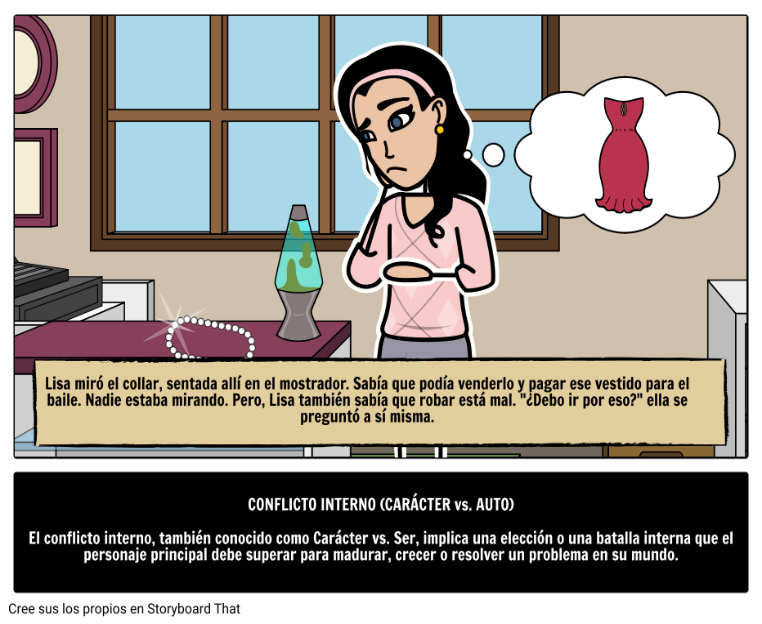 Lisa miró el collar, sentada allí en el mostrador. Sabía que podía venderlo y pagar ese vestido para el
baile. Nadie estaba mirando. Pero, Lisa también sabía que robar está mal. "¿Debo ir por eso?" ella se
preguntó a sí misma.
CONFLICTO INTERNO (CARÁCTER vs. AUTO)
El conflicto interno, también conocido como Carácter vs. Ser, implica una elección o una batalla interna que el
personaje principal debe superar para madurar, crecer o resolver un problema en su mundo.
Cree sus los propios en Storyboard That